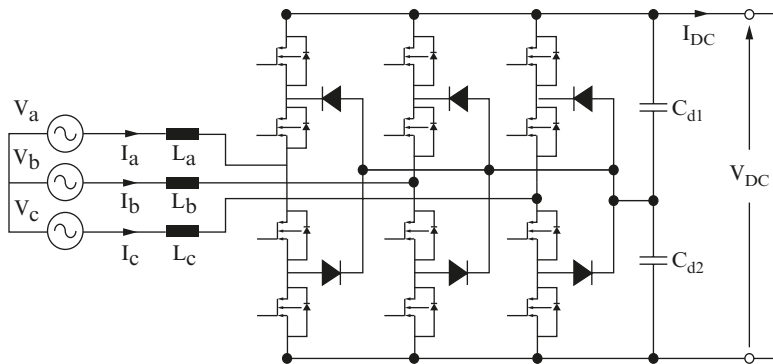 I_DC
V_a
I_a
L_a
C_d1
V_b
I_b
L_b
V_DC
V_c
I_c
L_c
C_d2